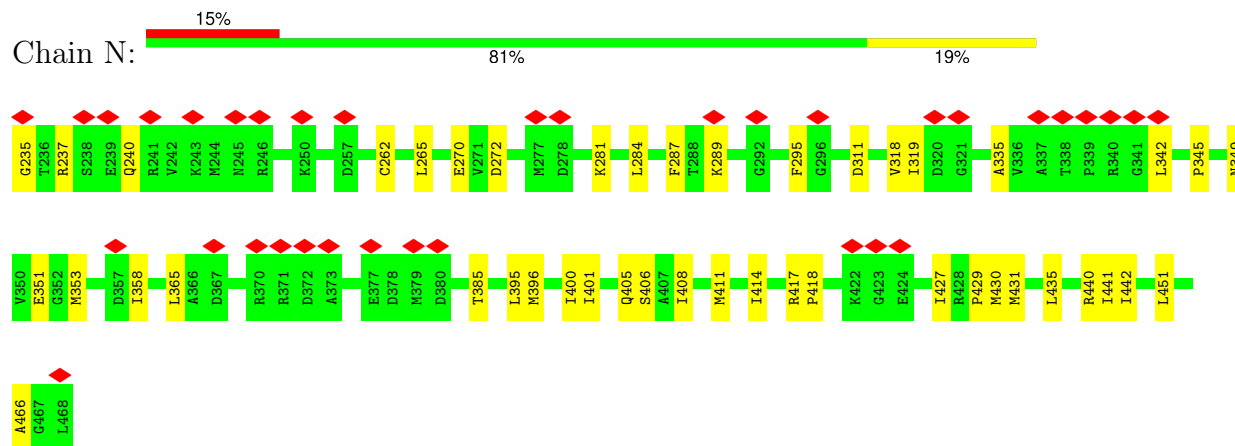 15%
Chain N:
81% 19%
G235 T236 R237 S238 E239 Q240 R241 V242 K243 M244 N245 R246 K250 D257 C262 L265 E270 V271 D272 M277 D278 K281 L284 F287 T288 K289 G292 F295 G296 D311 V318 I319 D320 G321 A335 V336 A337 T338 P339 R340 G341 L342 P345
V350 E351 G352 M353 D357 I358 L365 A366 D367 R370 R371 D372 A373 E377 D378 M379 D380 T385 L395 M396 I400 I401 Q405 S406 A407 I408 M411 I414 R417 P418 K422 G423 E424 I427 R428 P429 M430 M431 L435 R440 I441 I442 L451
A466 G467 L468